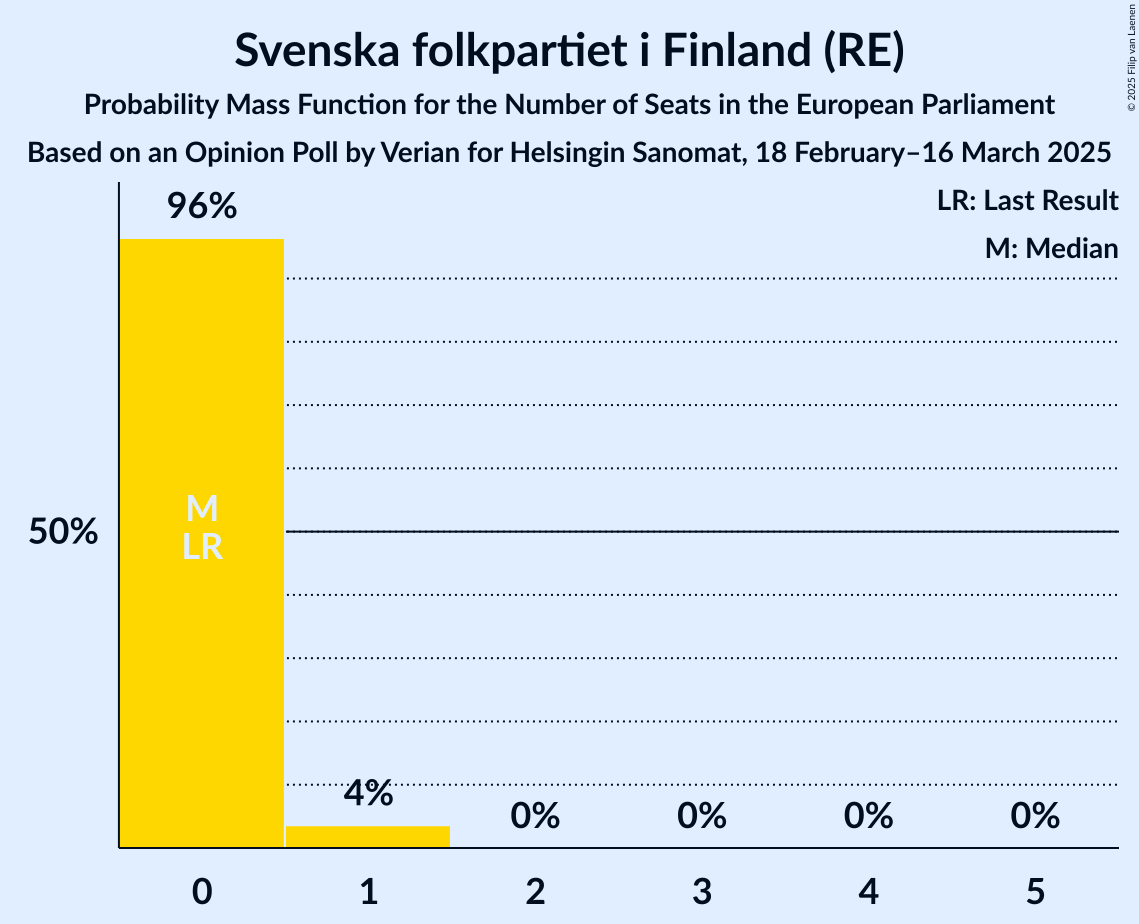 Svenska folkpartiet i Finland (RE)
Probability Mass Function for the Number of Seats in the European Parliament
Based on an Opinion Poll by Verian for Helsingin Sanomat, 18 February–16 March 2025
© 2025 Filip van Laenen
LR: Last Result
M: Median
96%
M
LR
50%
4%
0%
0%
0%
0%
0
1
2
3
4
5